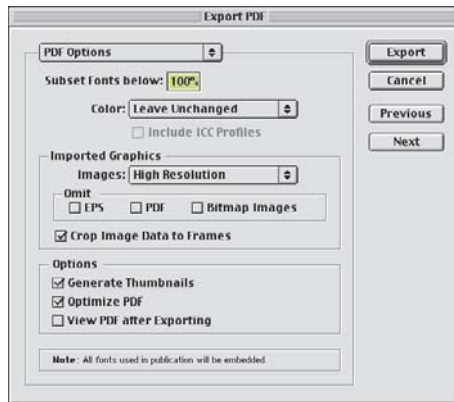 Export PDF
PDF Options
Export
Subset Fonts below: 100%
Cancel
Color: Leave Unchanged
Previous
Include ICC Profiles
Next
Imported Graphics
Images: High Resolution
Omit
EPS PDF Bitmap Images
Crop Image Data to Frames
Options
Generate Thumbnails
Optimize PDF
View PDF after Exporting
Note: All fonts used in publication will be embedded.